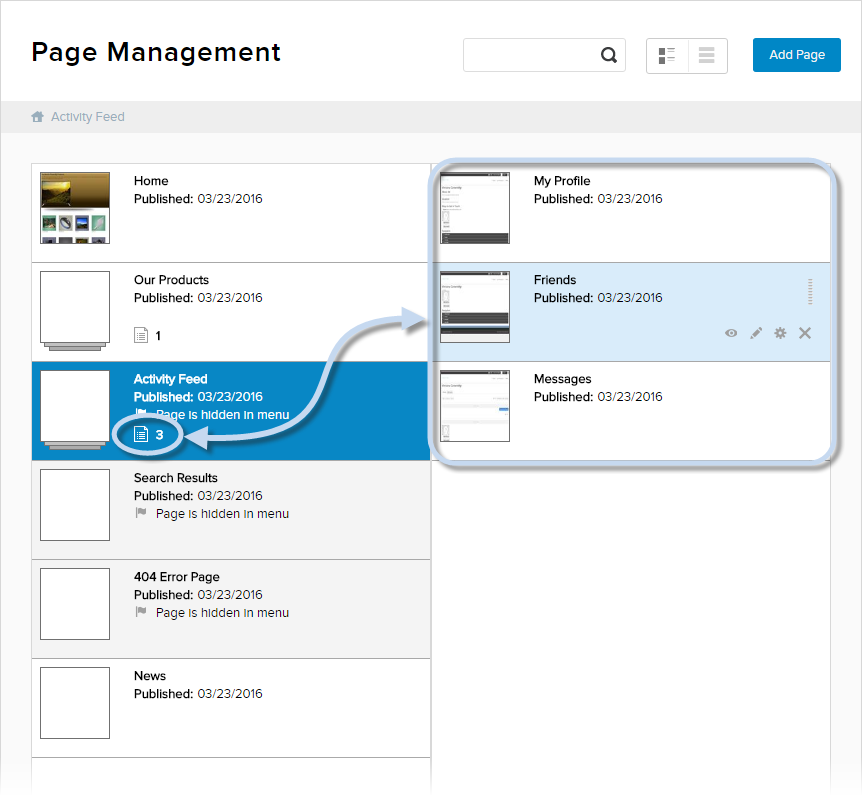 Page Management
Add Page
Activity Feed
Home
Published: 03/23/2016
Our Products
Published: 03/23/2016
1
Activity Feed
Published: 03/23/2016
Page is hidden in menu
3
Search Results
Published: 03/23/2016
Page is hidden in menu
404 Error Page
Published: 03/23/2016
Page is hidden in menu
News
Published: 03/23/2016
My Profile
Published: 03/23/2016
Friends
Published: 03/23/2016
Messages
Published: 03/23/2016